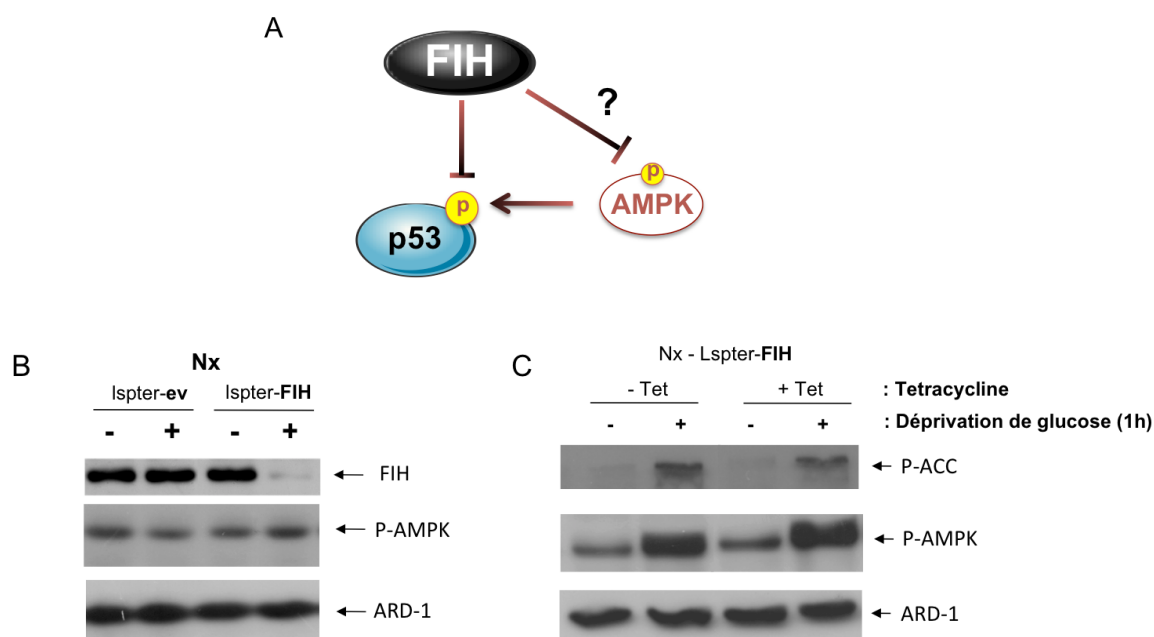 A
FIH
?
p
AMPK
p
p53
B
Nx
lspter-ev lspter-FIH
- + - +
FIH
P-AMPK
ARD-1
C
Nx - Lspter-FIH
- Tet + Tet : Tetracycline
- + - + : Déprivation de glucose (1h)
P-ACC
P-AMPK
ARD-1